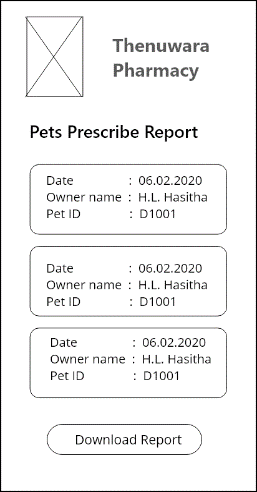 Thenuwara
Pharmacy
Pets Prescribe Report
Date : 06.02.2020
Owner name : H.L. Hasitha
Pet ID : D1001
Date : 06.02.2020
Owner name : H.L. Hasitha
Pet ID : D1001
Date : 06.02.2020
Owner name : H.L. Hasitha
Pet ID : D1001
Download Report